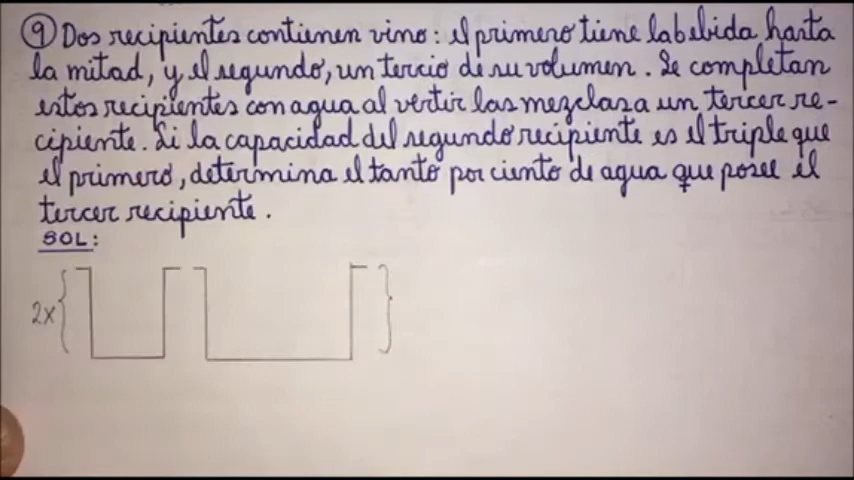 9 Dos recipientes contienen vino: el primero tiene la bebida hasta
la mitad, y el segundo, un tercio de su volumen. Se completan
estos recipientes con agua al vertir las mezclas a un tercer re-
cipiente. Si la capacidad del segundo recipiente es el triple que
el primero, determina el tanto por ciento de agua que posee el
tercer recipiente.
SOL:
2x